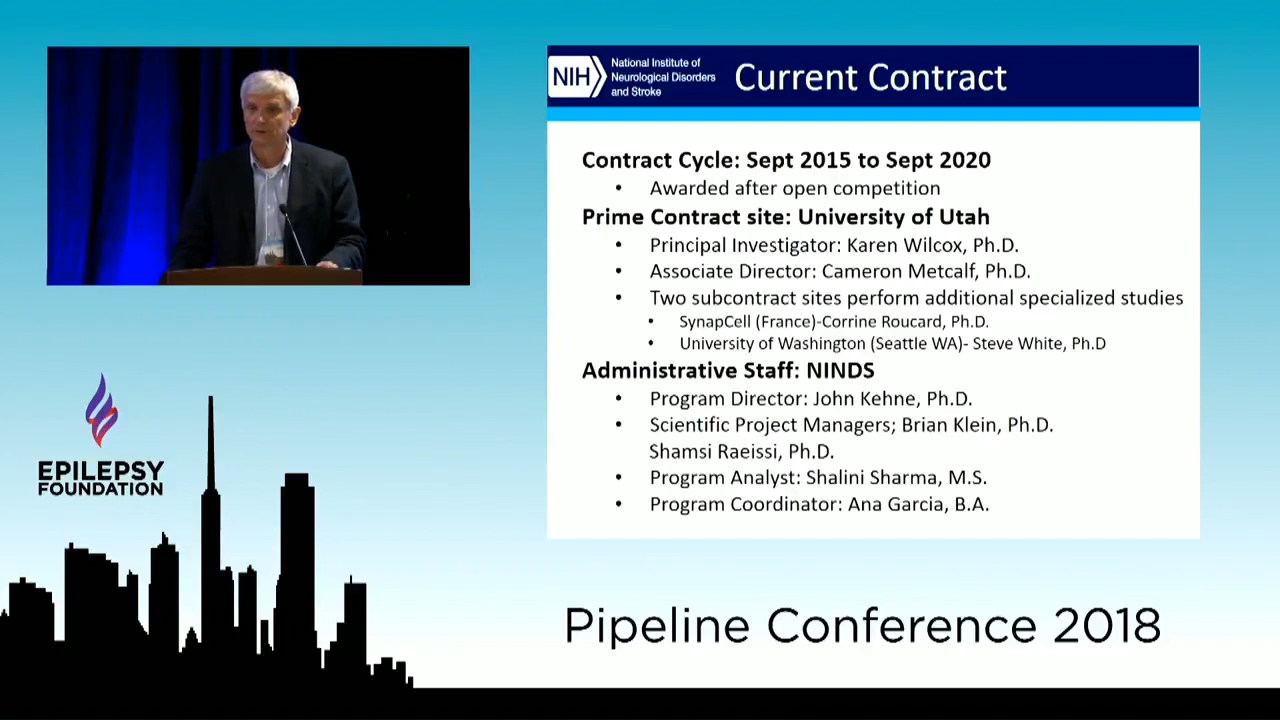 NIH
National Institute of
Neurological Disorders
and Stroke
Current Contract
Contract Cycle: Sept 2015 to Sept 2020
• Awarded after open competition
Prime Contract site: University of Utah
• Principal Investigator: Karen Wilcox, Ph.D.
• Associate Director: Cameron Metcalf, Ph.D.
• Two subcontract sites perform additional specialized studies
• SynapCell (France)-Corrine Roucard, Ph.D.
• University of Washington (Seattle WA)- Steve White, Ph.D
Administrative Staff: NINDS
• Program Director: John Kehne, Ph.D.
• Scientific Project Managers; Brian Klein, Ph.D.
Shamsi Raeissi, Ph.D.
• Program Analyst: Shalini Sharma, M.S.
• Program Coordinator: Ana Garcia, B.A.
EPILEPSY
FOUNDATION
Pipeline Conference 2018